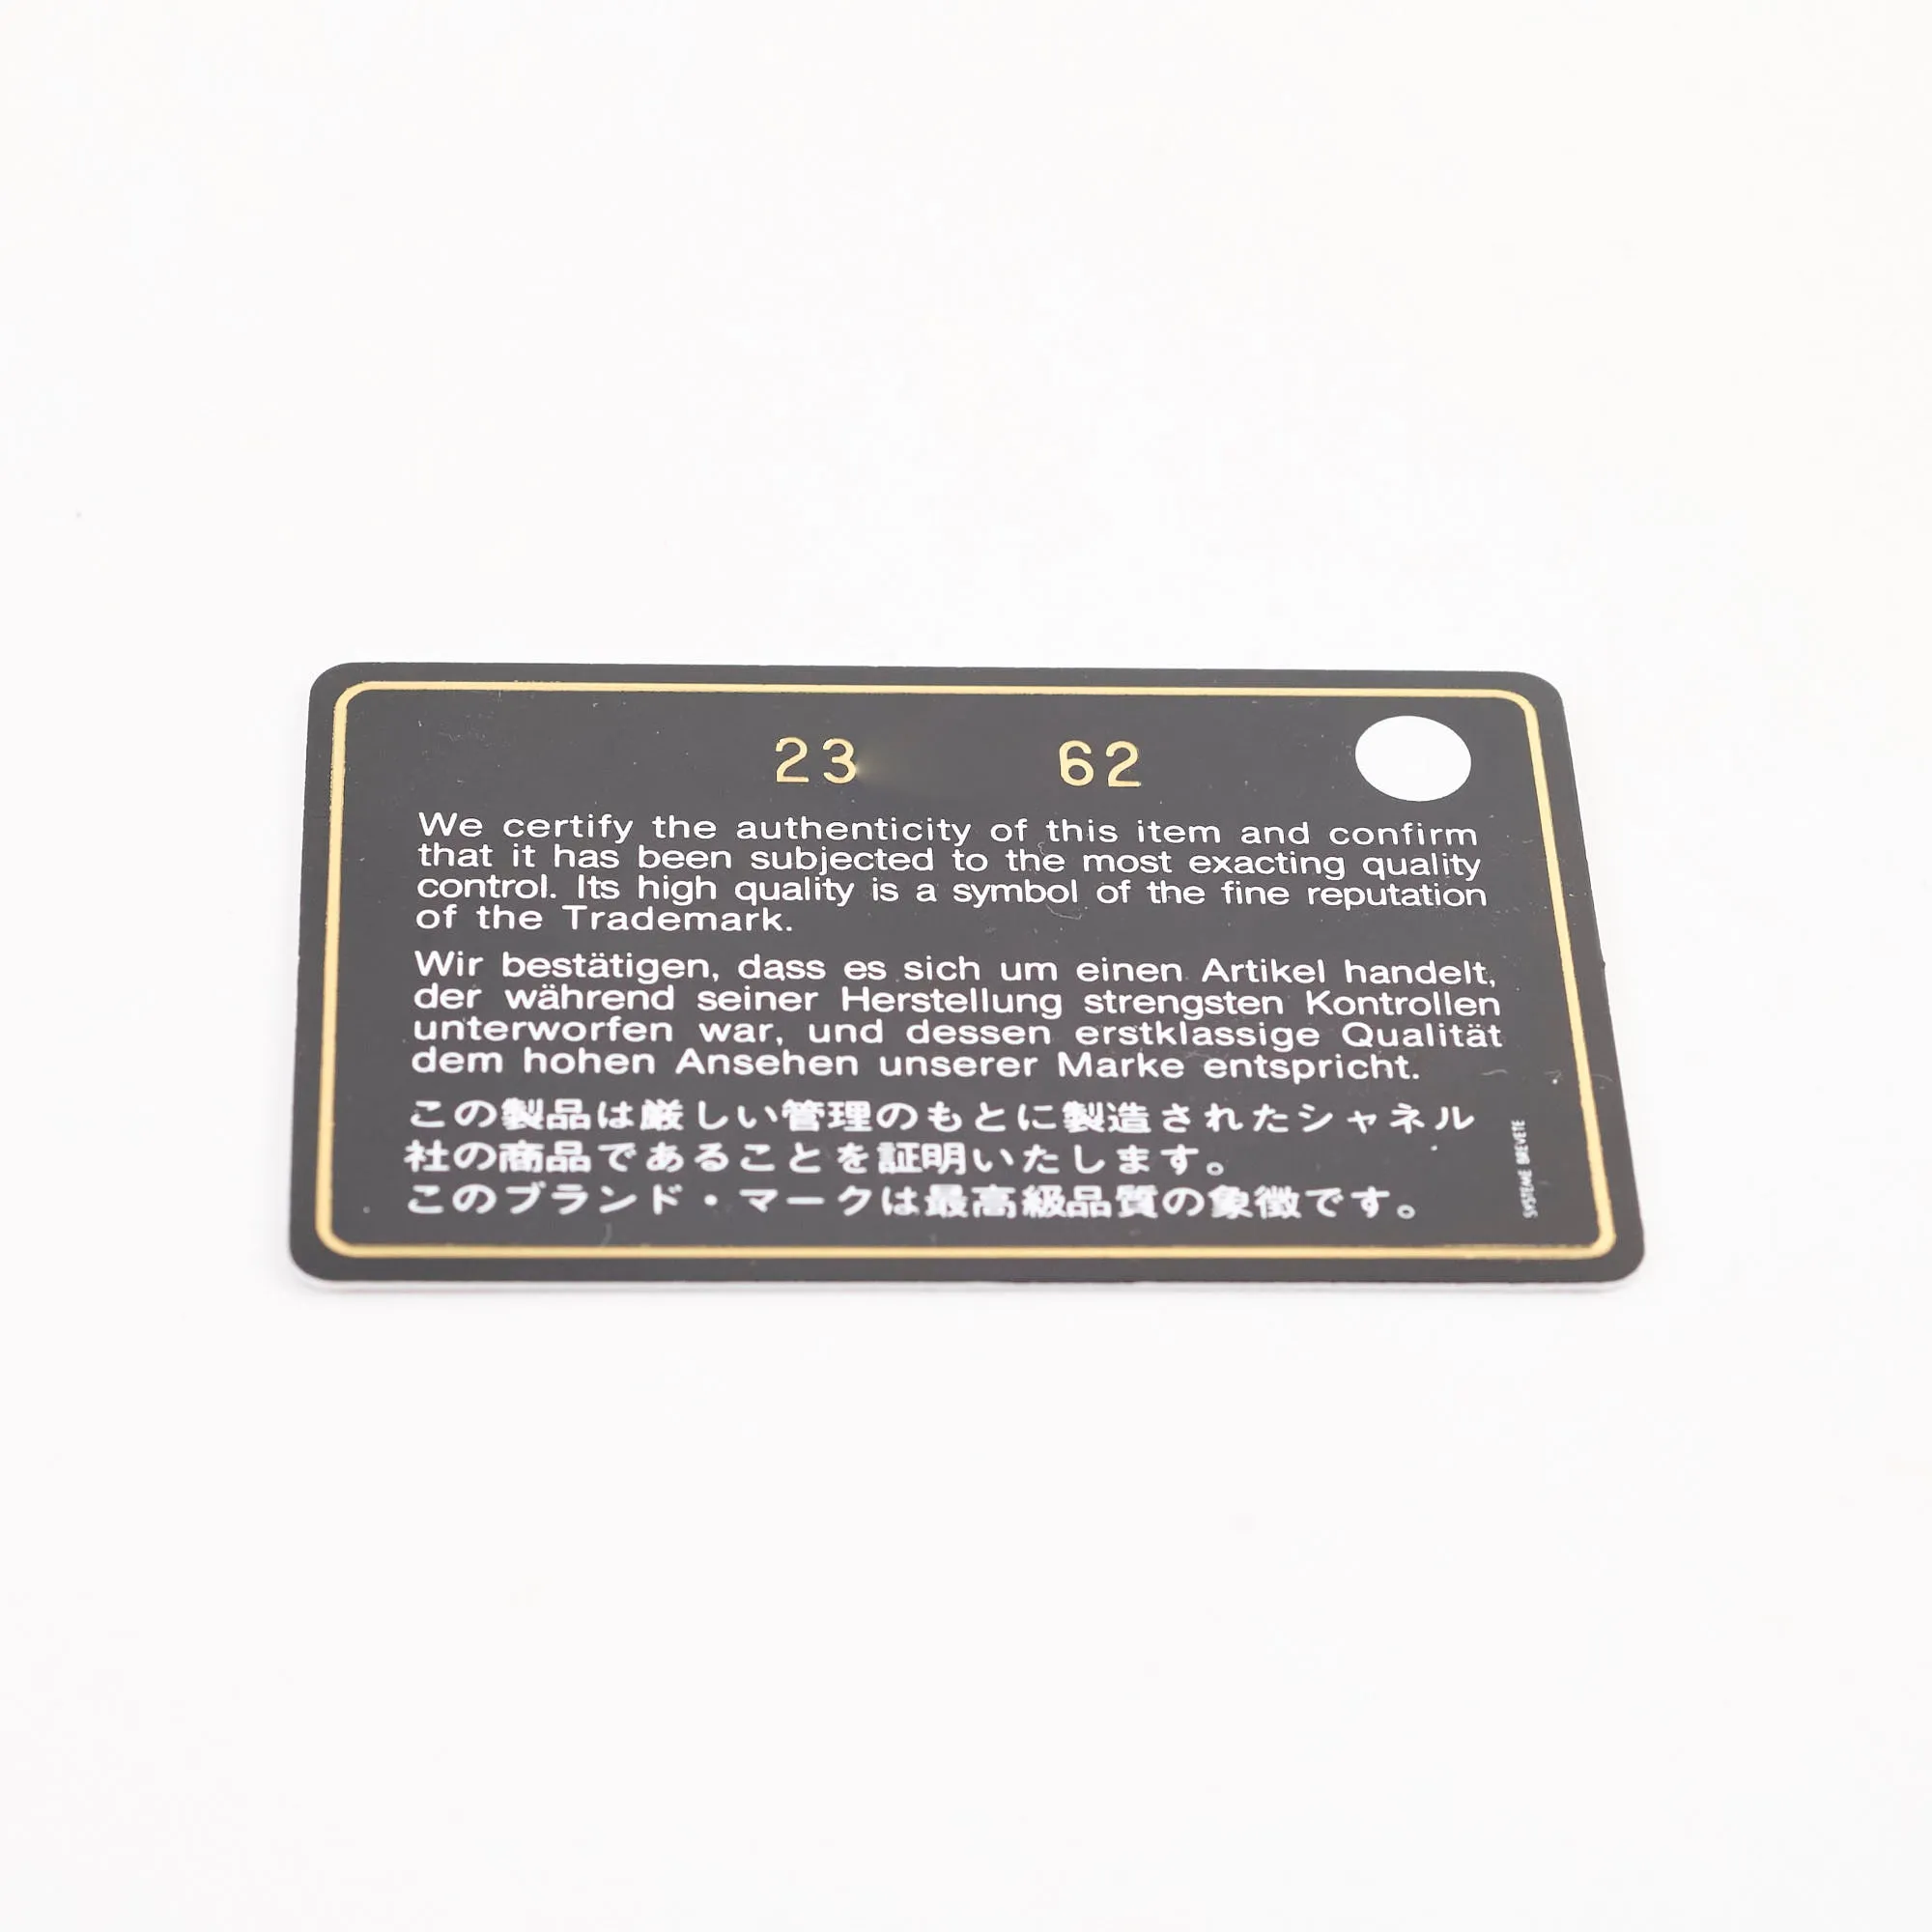 23 62
We certify the authenticity of this item and confirm
that it has been subjected to the most exacting quality
control. Its high quality is a symbol of the fine reputation
of the Trademark.
Wir bestätigen, dass es sich um einen Artikel handelt,
der während seiner Herstellung strengsten Kontrollen
unterworfen war, und dessen erstklassige Qualität
dem hohen Ansehen unserer Marke entspricht.
この製品は厳しい管理のもとに製造されたシャネル
社の商品であることを証明いたします。
このブランド・マークは最高級品質の象徴です。
SYSTEME BREVETE